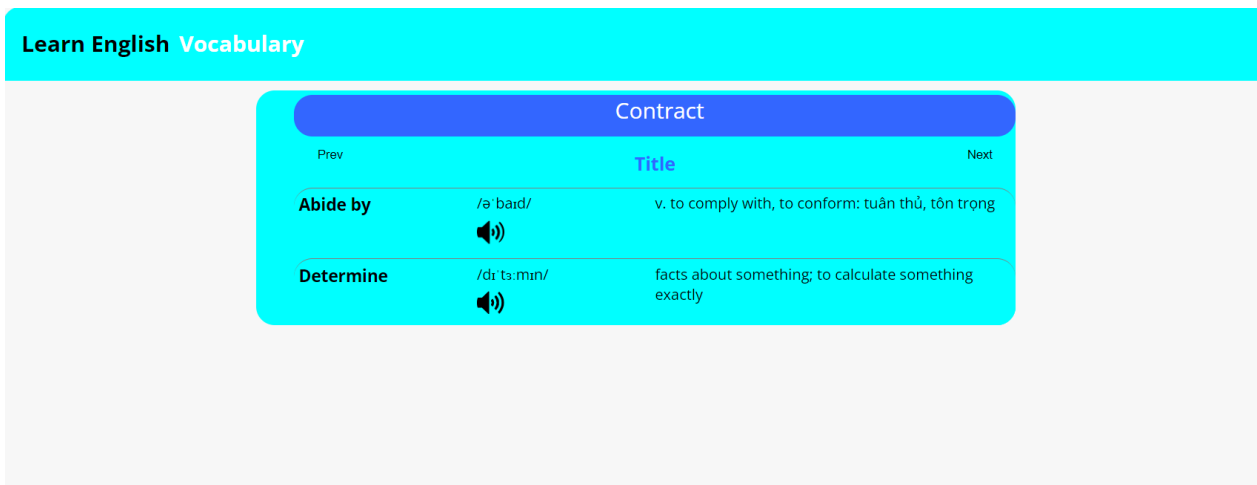 Learn English Vocabulary
Contract
Prev Title Next
Abide by /əˈbaɪd/ v. to comply with, to conform: tuân thủ, tôn trọng
Determine /dɪˈtɜːmɪn/ facts about something; to calculate something
exactly